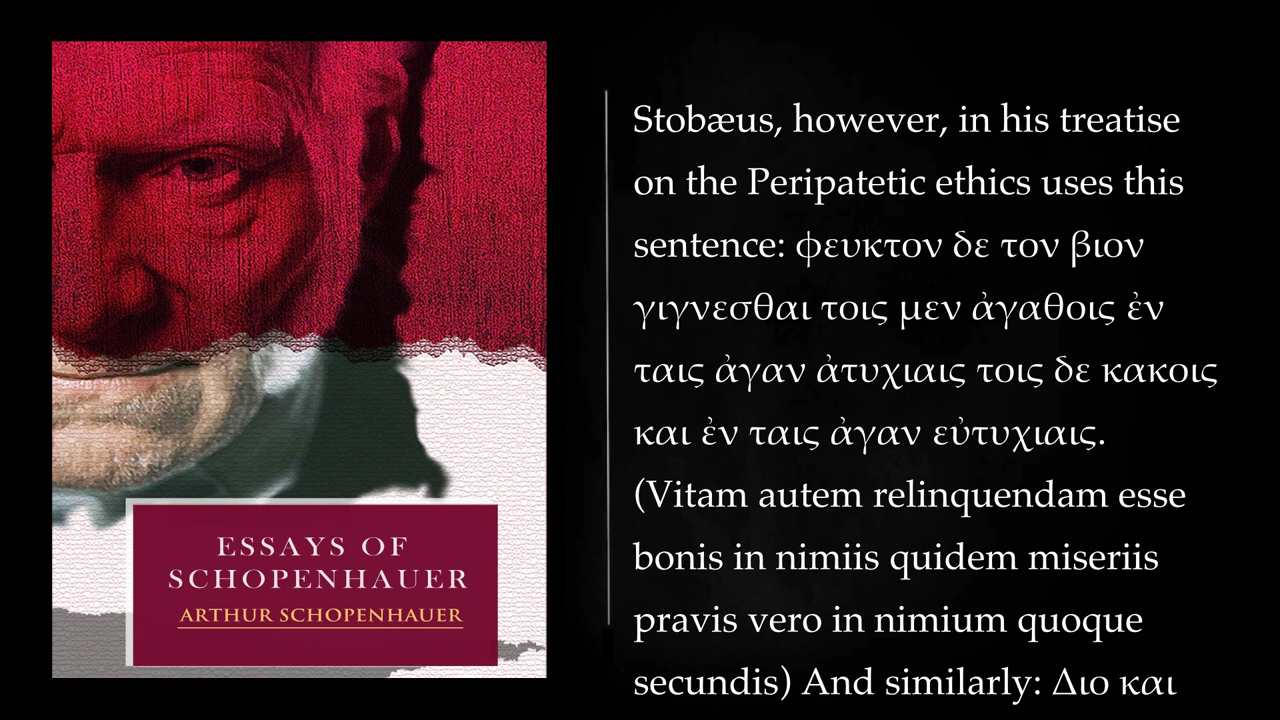 ESSAYS OF
SCHOPENHAUER
ARTHUR SCHOPENHAUER
Stobæus, however, in his treatise
on the Peripatetic ethics uses this
sentence: φευκτον δε τον βιον
γιγνεσθαι τοις μεν ἀγαθοις ἐν
ταις ἀγαν ἀτυχιαις τοις δε κακοις
και ἐν ταις ἀγαν εὐτυχιαις.
(Vitam autem relinquendam esse
bonis in nimiis quidem miseriis
pravis vero in nimium quoque
secundis) And similarly: Διο και